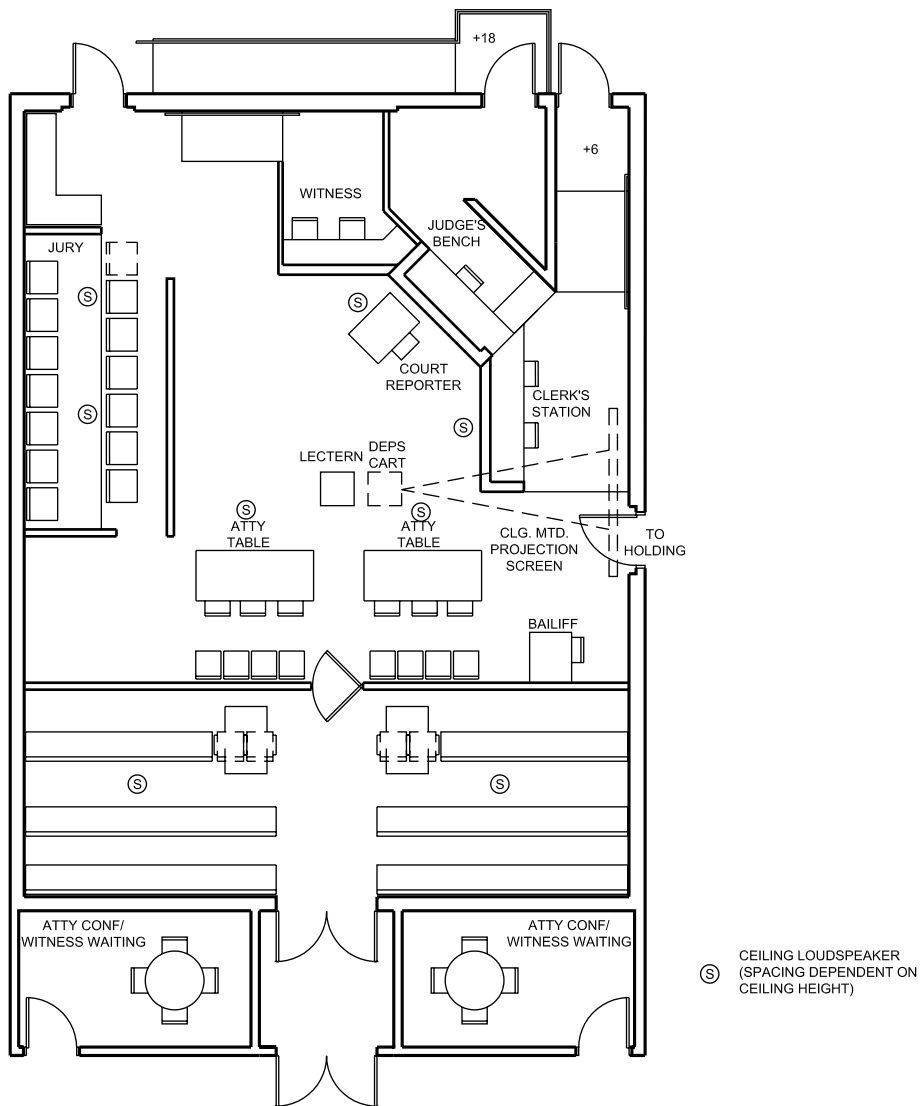 +18
+6
WITNESS
JUDGE'S
BENCH
JURY
S
S
S
COURT
REPORTER
CLERK'S
STATION
S
LECTERN
DEPS
CART
S
ATTY
TABLE
S
ATTY
TABLE
CLG. MTD.
PROJECTION
SCREEN
TO
HOLDING
BAILIFF
S
S
ATTY CONF/
WITNESS WAITING
ATTY CONF/
WITNESS WAITING
S
CEILING LOUDSPEAKER
(SPACING DEPENDENT ON
CEILING HEIGHT)